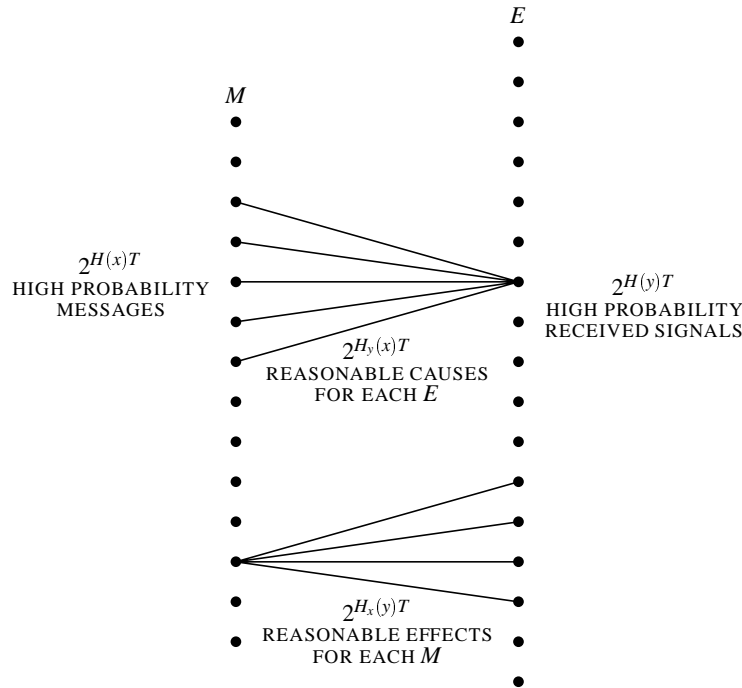 E
M
2^{H(x)T}
HIGH PROBABILITY
MESSAGES
2^{H(y)T}
HIGH PROBABILITY
RECEIVED SIGNALS
2^{H_y(x)T}
REASONABLE CAUSES
FOR EACH E
2^{H_x(y)T}
REASONABLE EFFECTS
FOR EACH M